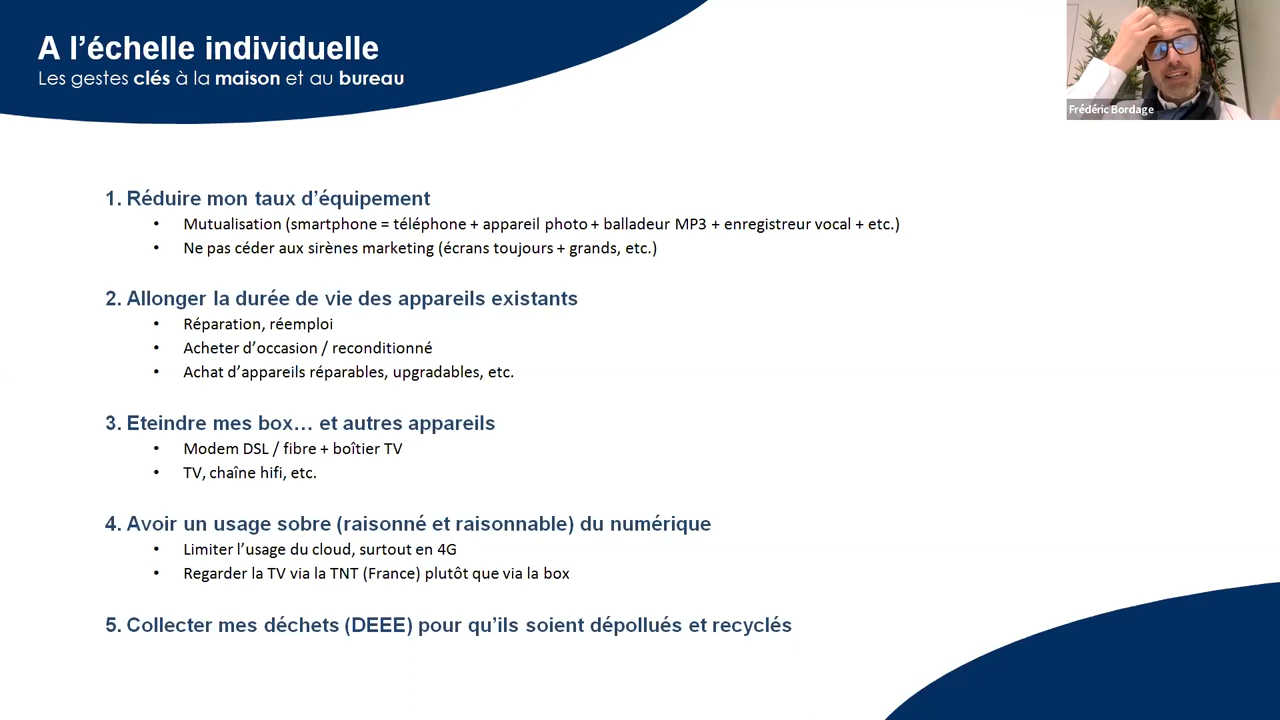 A l’échelle individuelle
Les gestes clés à la maison et au bureau
Frédéric Bordage
1. Réduire mon taux d’équipement
• Mutualisation (smartphone = téléphone + appareil photo + balladeur MP3 + enregistreur vocal + etc.)
• Ne pas céder aux sirènes marketing (écrans toujours + grands, etc.)
2. Allonger la durée de vie des appareils existants
• Réparation, réemploi
• Acheter d’occasion / reconditionné
• Achat d’appareils réparables, upgradables, etc.
3. Eteindre mes box… et autres appareils
• Modem DSL / fibre + boîtier TV
• TV, chaîne hifi, etc.
4. Avoir un usage sobre (raisonné et raisonnable) du numérique
• Limiter l’usage du cloud, surtout en 4G
• Regarder la TV via la TNT (France) plutôt que via la box
5. Collecter mes déchets (DEEE) pour qu’ils soient dépollués et recyclés